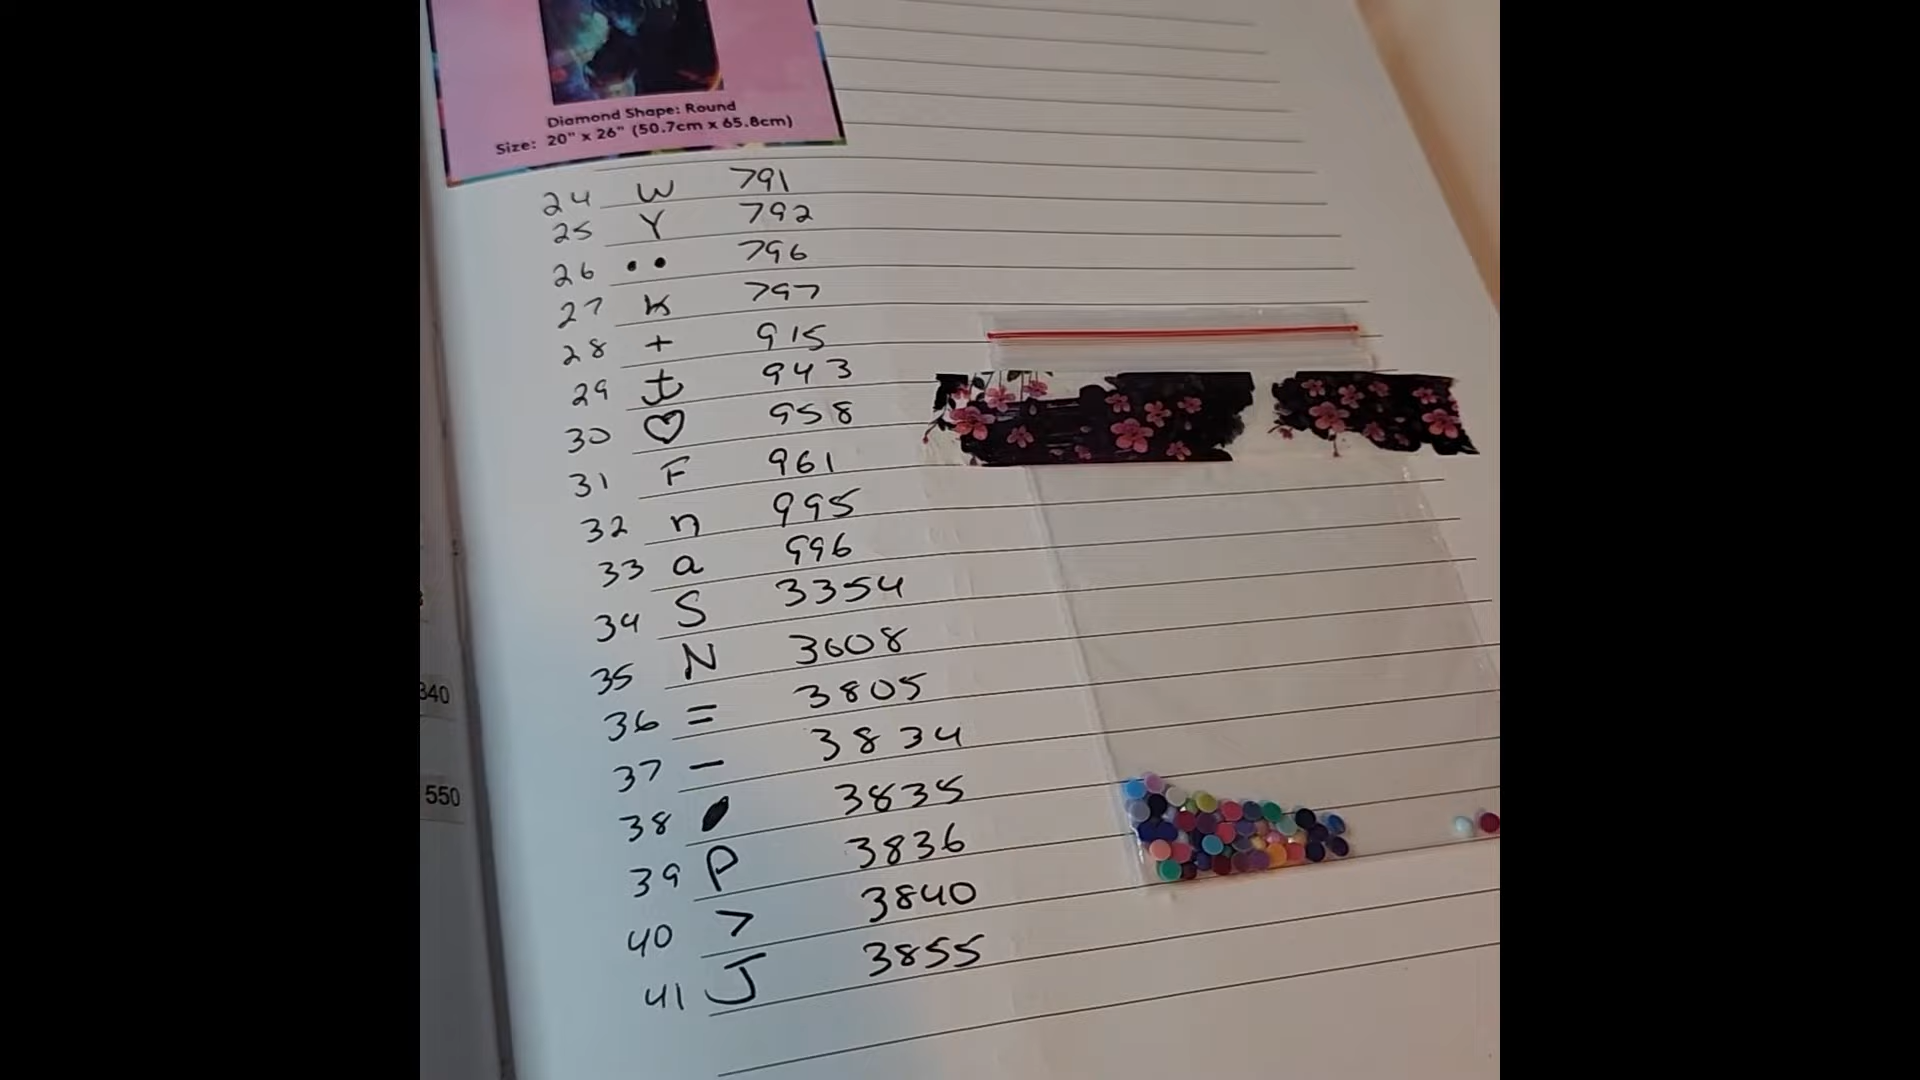 Diamond Shape: Round
Size: 20" x 26" (50.7cm x 65.8cm)
24 W 791
25 Y 792
26 •• 796
27 K 797
28 + 915
29 t 943
30 ♡ 958
31 F 961
32 n 995
33 a 996
34 S 3354
35 N 3608
36 = 3805
37 − 3834
38 3835
39 P 3836
40 > 3840
41 J 3855
340
550